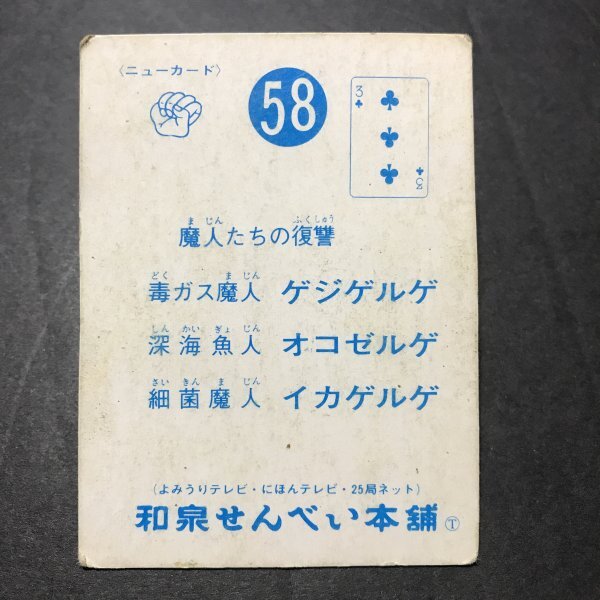 〈ニューカード〉
58
3
3
まじん ふくしゅう
魔人たちの復讐
どく まじん
毒ガス魔人 ゲジゲルゲ
しんかいぎょじん
深海魚人 オコゼルゲ
さいきんまじん
細菌魔人 イカゲルゲ
(よみうりテレビ・にほんテレビ・25局ネット)
和泉せんべい本舗 Ⓣ